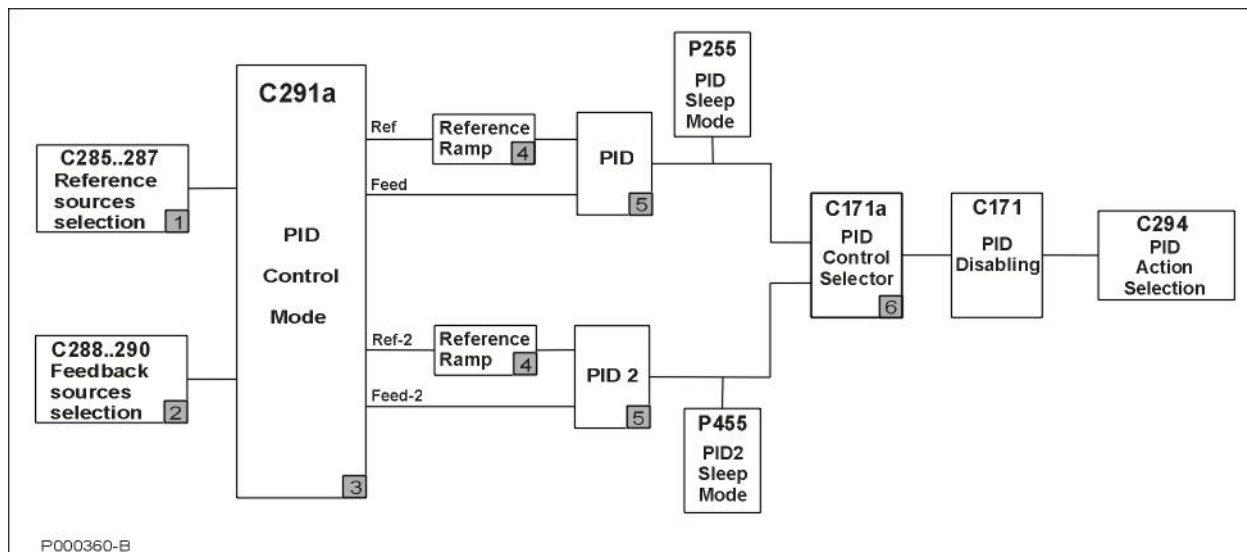 C285..287
Reference
sources
selection
1
C288..290
Feedback
sources
selection
2
C291a
PID
Control
Mode
3
Ref
Feed
Reference
Ramp
4
PID
5
P255
PID
Sleep
Mode
Ref-2
Feed-2
Reference
Ramp
4
PID 2
5
P455
PID2
Sleep
Mode
C171a
PID
Control
Selector
6
C171
PID
Disabling
C294
PID
Action
Selection
P000360-B